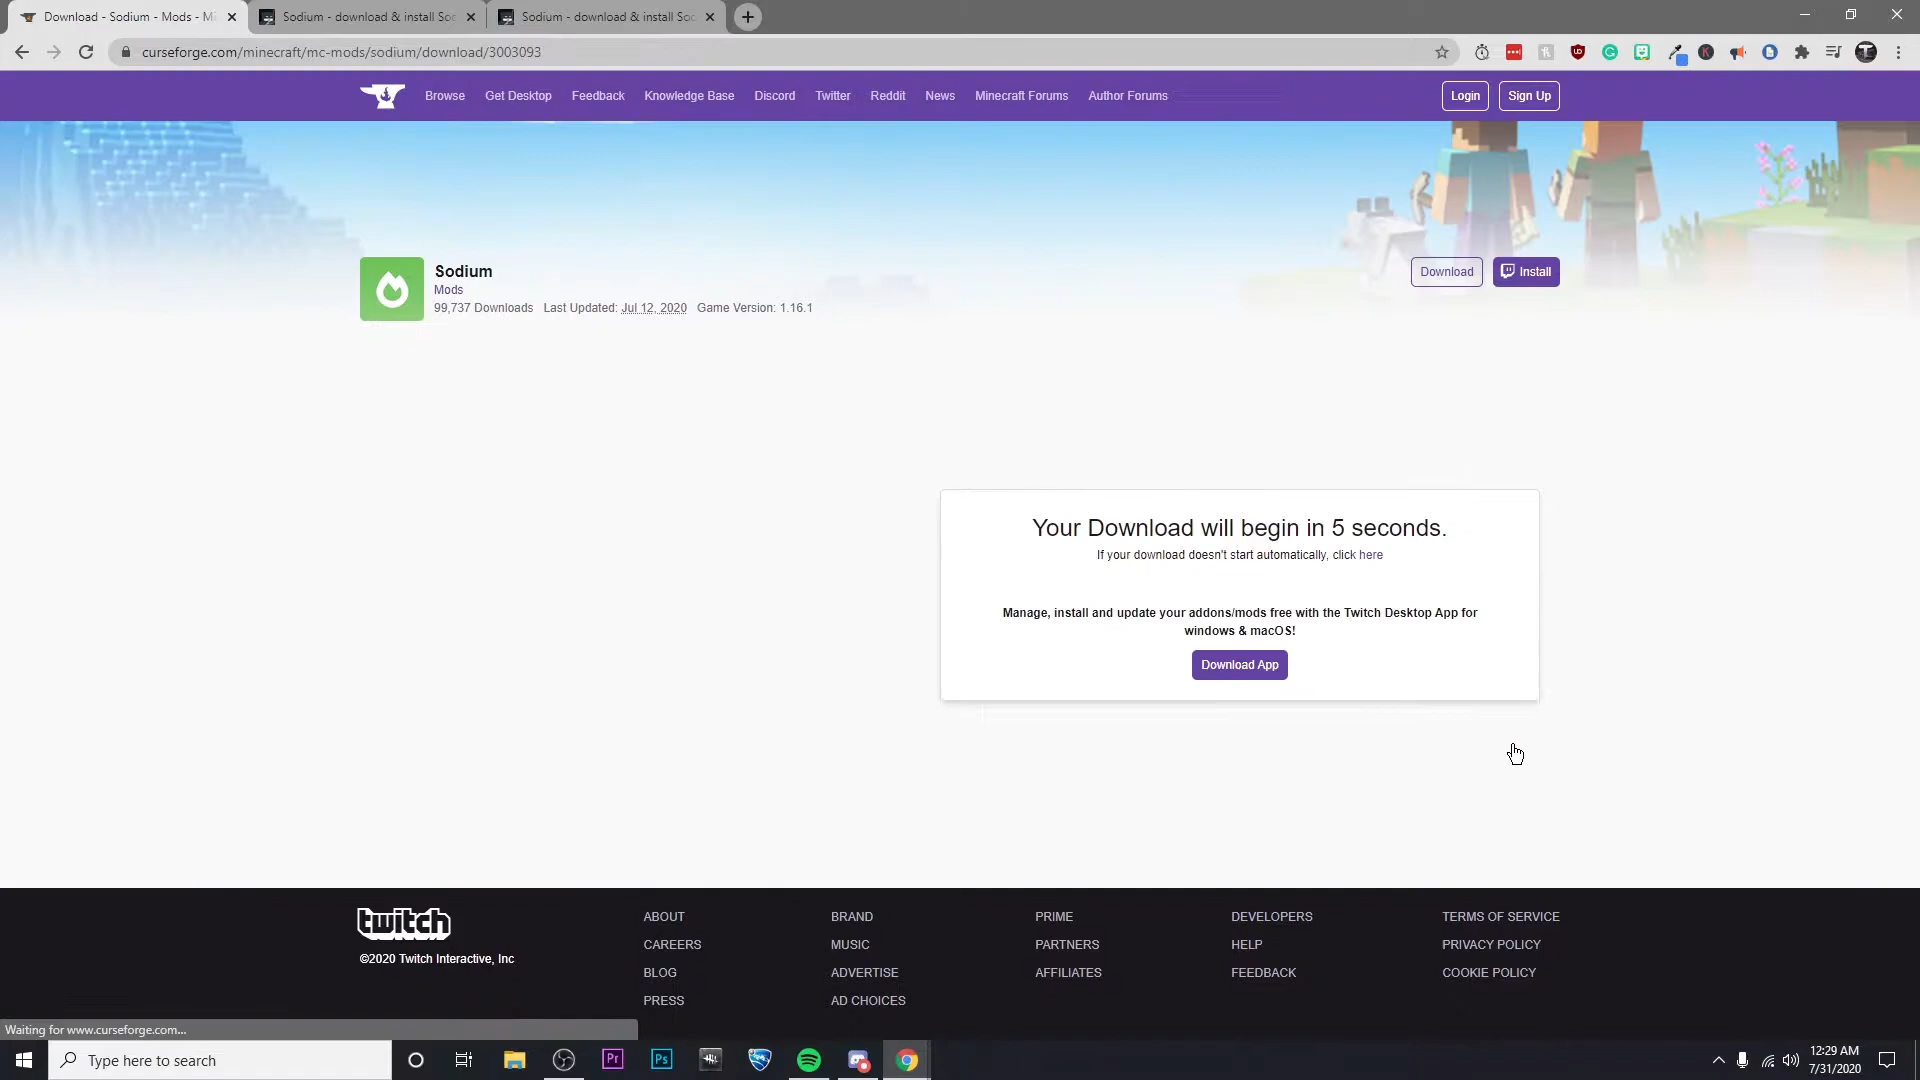 Download - Sodium - Mods - Mi
Sodium - download & install Soc
Sodium - download & install Soc
curseforge.com/minecraft/mc-mods/sodium/download/3003093
Browse
Get Desktop
Feedback
Knowledge Base
Discord
Twitter
Reddit
News
Minecraft Forums
Author Forums
Login
Sign Up
Sodium
Mods
99,737 Downloads Last Updated: Jul 12, 2020 Game Version: 1.16.1
Download
Install
Your Download will begin in 5 seconds.
If your download doesn't start automatically, click here
Manage, install and update your addons/mods free with the Twitch Desktop App for
windows & macOS!
Download App
twitch
©2020 Twitch Interactive, Inc
ABOUT
CAREERS
BLOG
PRESS
BRAND
MUSIC
ADVERTISE
AD CHOICES
PRIME
PARTNERS
AFFILIATES
DEVELOPERS
HELP
FEEDBACK
TERMS OF SERVICE
PRIVACY POLICY
COOKIE POLICY
Waiting for www.curseforge.com...
Type here to search
Pr
Ps
12:29 AM
7/31/2020